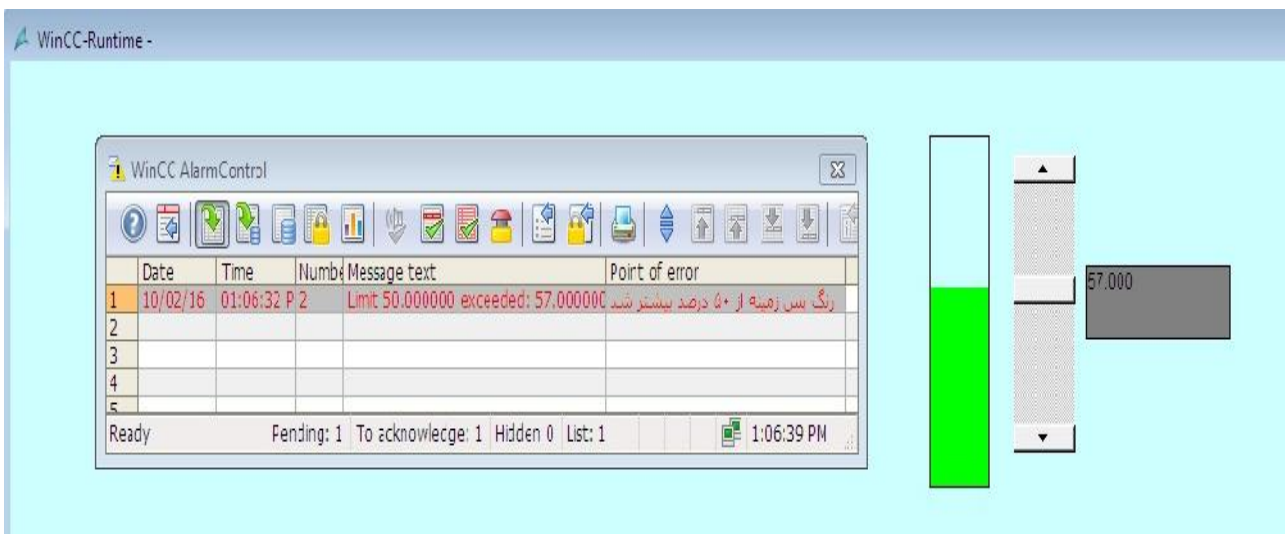 WinCC-Runtime -
WinCC AlarmControl
Date Time Numbe Message text Point of error
1 10/02/16 01:06:32 P 2 Limit 50.000000 exceeded: 57.000000 رنگ پس زمینه از ۵۰ درصد بیشتر شد
2
3
4
5
Ready Pending: 1 To acknowledge: 1 Hidden 0 List: 1 1:06:39 PM
57.000